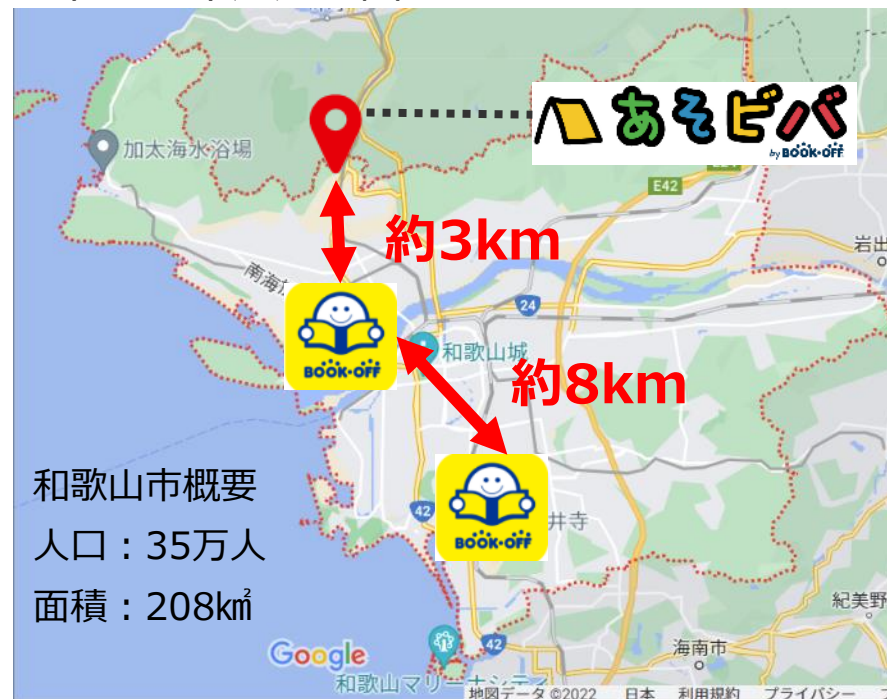 あそビバ
by BOOK・OFF
加太海水浴場
E42
約3km
岩出
南海
24
BOOK・OFF
和歌山城
約8km
和歌山市概要
42
井寺
人口：35万人
BOOK・OFF
面積：208㎢
紀美野
Google
42
海南市
和歌山マリーナシティ
地図データ ©2022 日本 利用規約 プライバシー